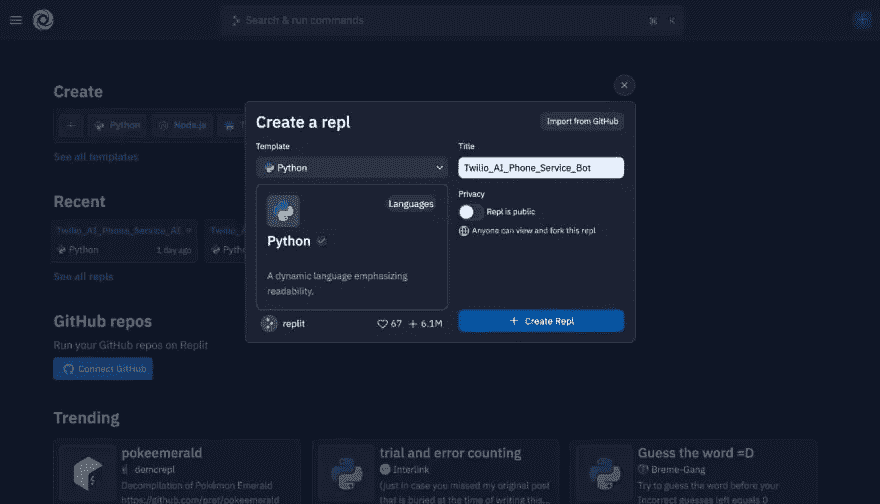 Search & run commands
⌘ K
Create
Python
Node.js
See all templates
Recent
Twilio_AI_Phone_Service_AI
Python
1 day ago
See all repls
GitHub repos
Run your GitHub repos on Replit
Connect GitHub
Trending
pokeemerald
demcrepl
Decompilation of Pokémon Emerald
https://github.com/pret/pokeemerald
trial and error counting
Interlink
(just in case you missed my original post
that is buried at the time of writing this...
Guess the word =D
Breme-Gang
Try to guess the word before your
incorrect guesses left equals 0
Create a repl
Import from GitHub
Template
Python
Languages
Python
A dynamic language emphasizing
readability.
replit
67
6.1M
Title
Twilio_AI_Phone_Service_Bot
Privacy
Repl is public
Anyone can view and fork this repl
+ Create Repl